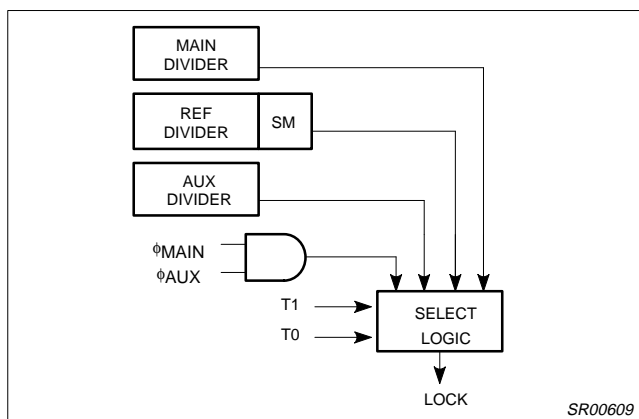 MAIN
DIVIDER
REF
DIVIDER
SM
AUX
DIVIDER
ϕMAIN
ϕAUX
T1
T0
SELECT
LOGIC
LOCK
SR00609